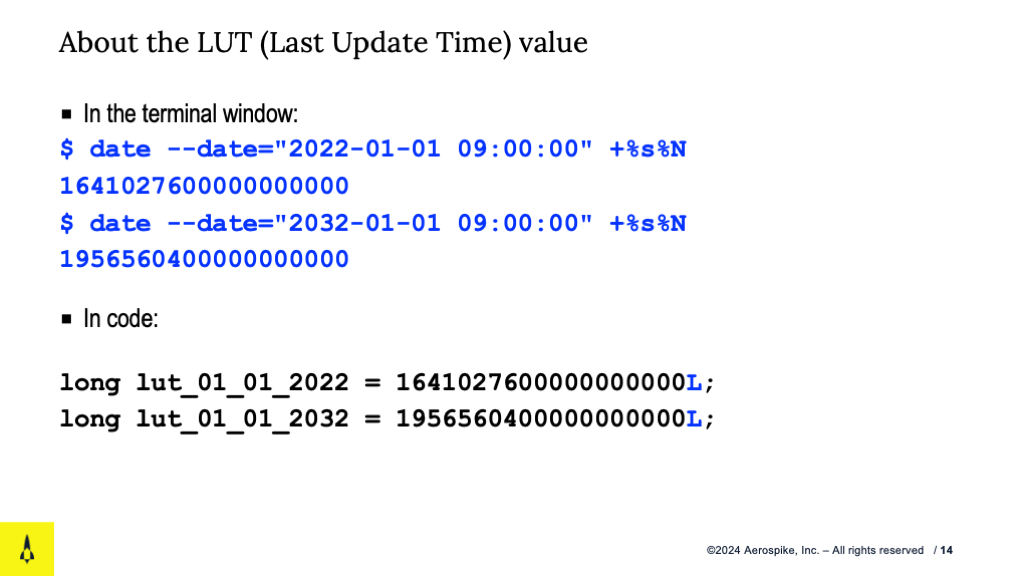 About the LUT (Last Update Time) value
▪ In the terminal window:
$ date --date="2022-01-01 09:00:00" +%s%N
1641027600000000000
$ date --date="2032-01-01 09:00:00" +%s%N
1956560400000000000
▪ In code:
long lut_01_01_2022 = 1641027600000000000L;
long lut_01_01_2032 = 1956560400000000000L;
©2024 Aerospike, Inc. – All rights reserved / 14